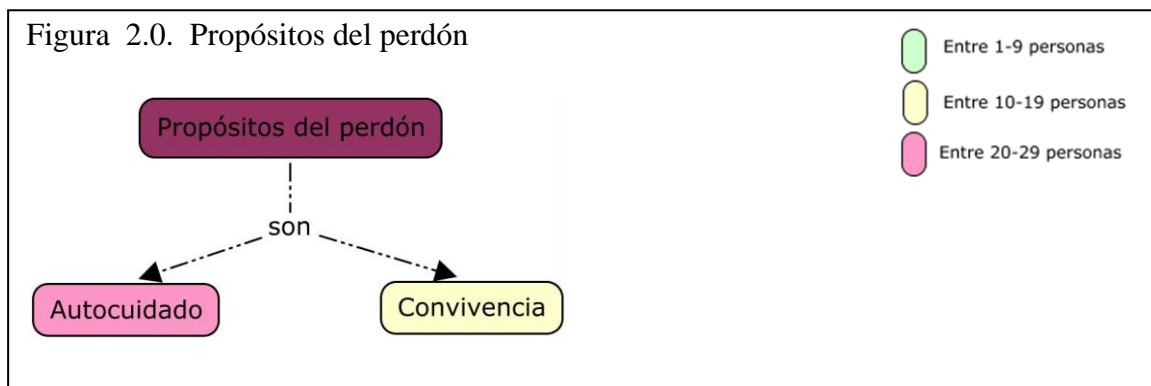 Figura 2.0. Propósitos del perdón
Entre 1-9 personas
Entre 10-19 personas
Entre 20-29 personas
Propósitos del perdón
son
Autocuidado
Convivencia